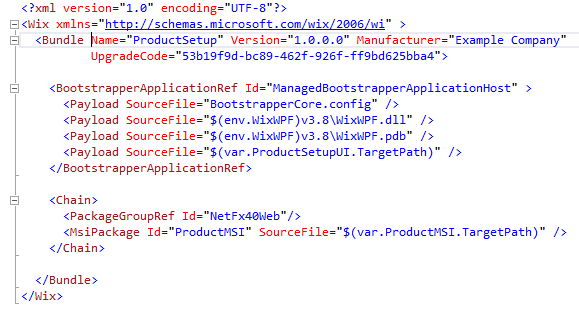 <?xml version="1.0" encoding="UTF-8"?>
<Wix xmlns="http://schemas.microsoft.com/wix/2006/wi" >
<Bundle Name="ProductSetup" Version="1.0.0.0" Manufacturer="Example Company"
UpgradeCode="53b19f9d-bc89-462f-926f-ff9bd625bba4">
<BootstrapperApplicationRef Id="ManagedBootstrapperApplicationHost" >
<Payload SourceFile="BootstrapperCore.config" />
<Payload SourceFile="$(env.WixWPF)v3.8\WixWPF.dll" />
<Payload SourceFile="$(env.WixWPF)v3.8\WixWPF.pdb" />
<Payload SourceFile="$(var.ProductSetupUI.TargetPath)" />
</BootstrapperApplicationRef>
<Chain>
<PackageGroupRef Id="NetFx40Web"/>
<MsiPackage Id="ProductMSI" SourceFile="$(var.ProductMSI.TargetPath)" />
</Chain>
</Bundle>
</Wix>